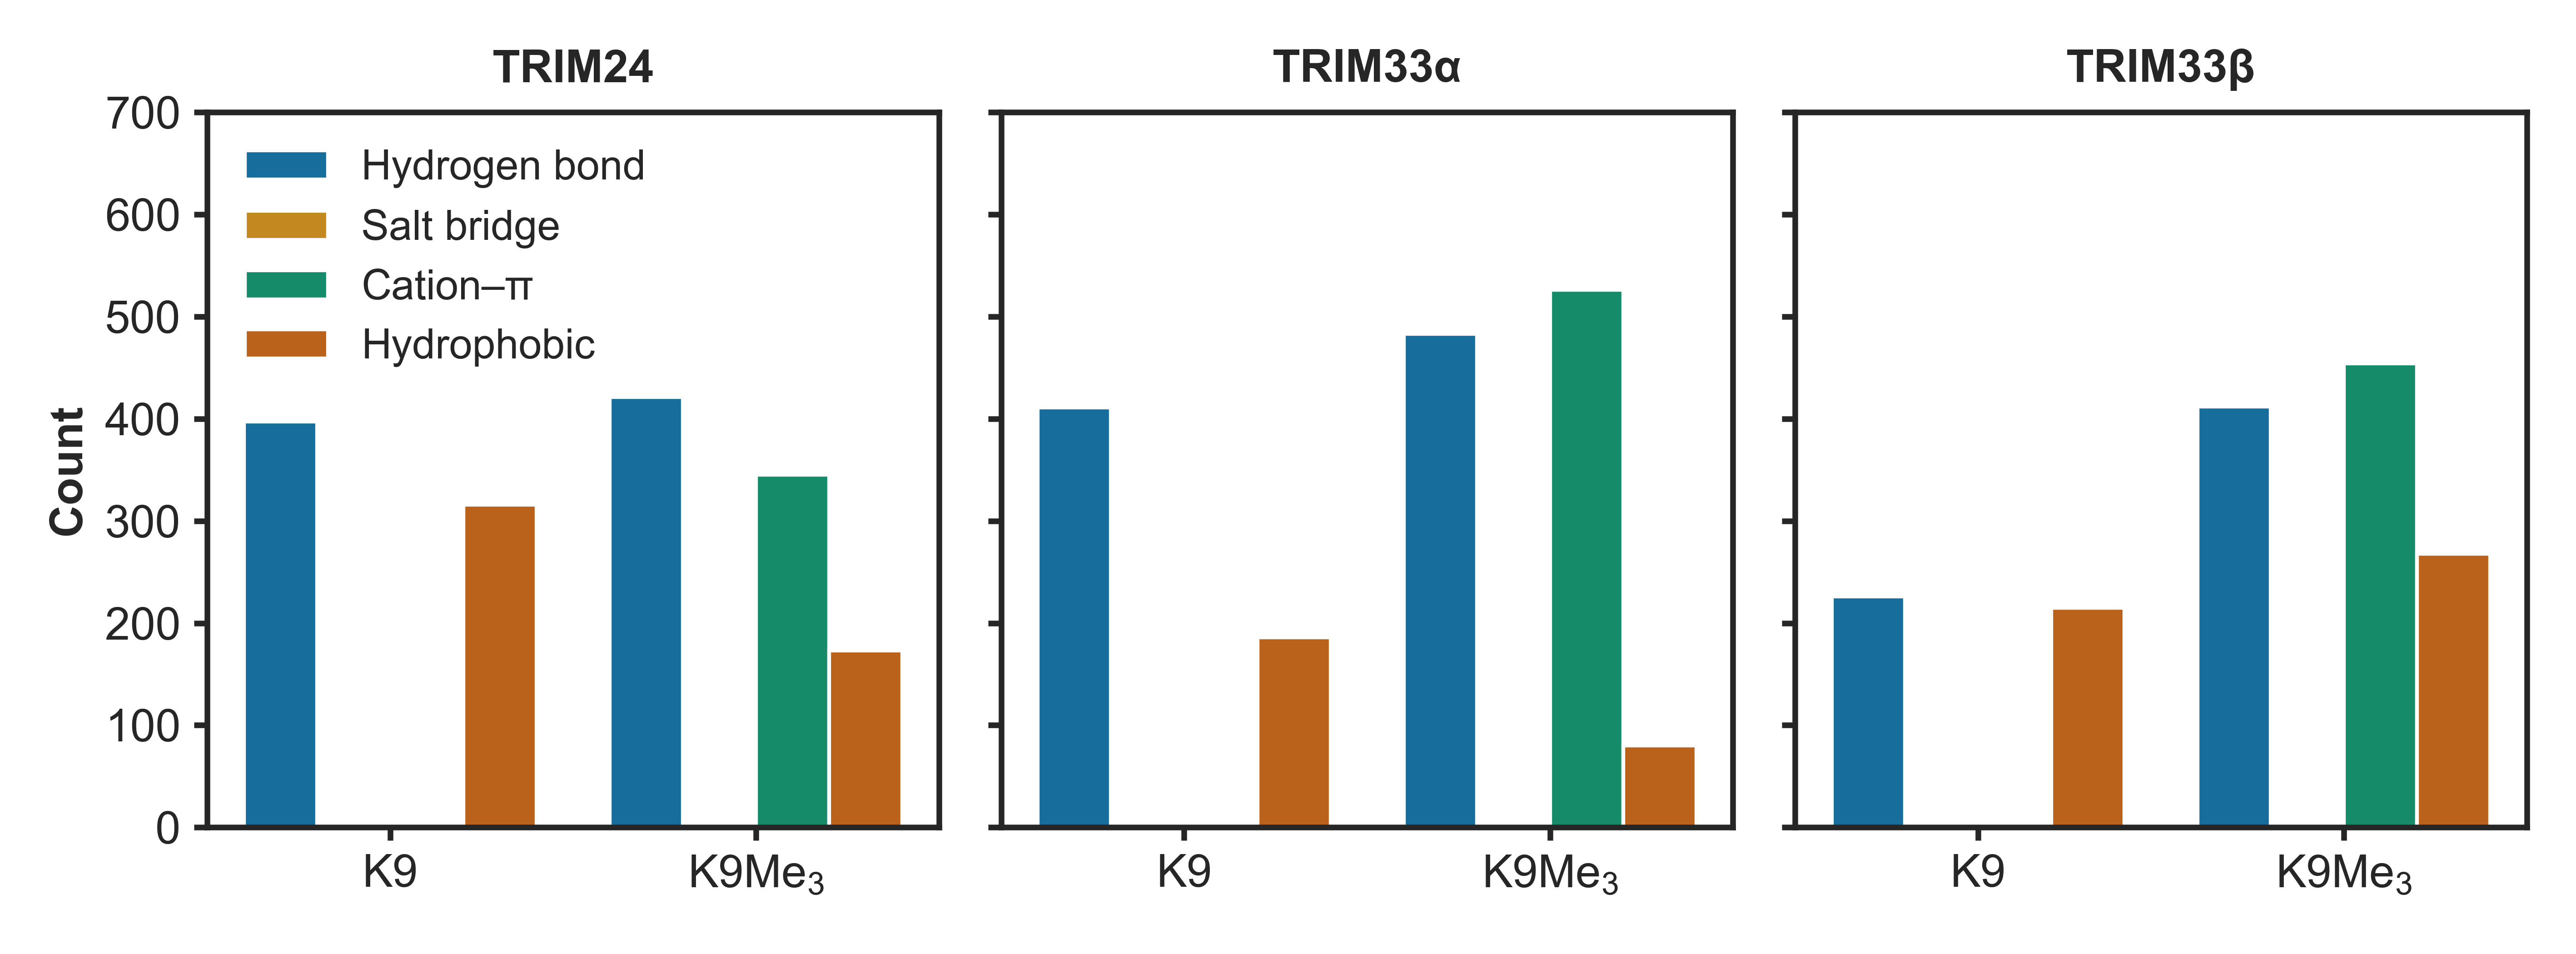 TRIM24
TRIM33α
TRIM33β
Count
700
600
500
400
300
200
100
0
Hydrogen bond
Salt bridge
Cation–π
Hydrophobic
K9
K9Me₃
K9
K9Me₃
K9
K9Me₃